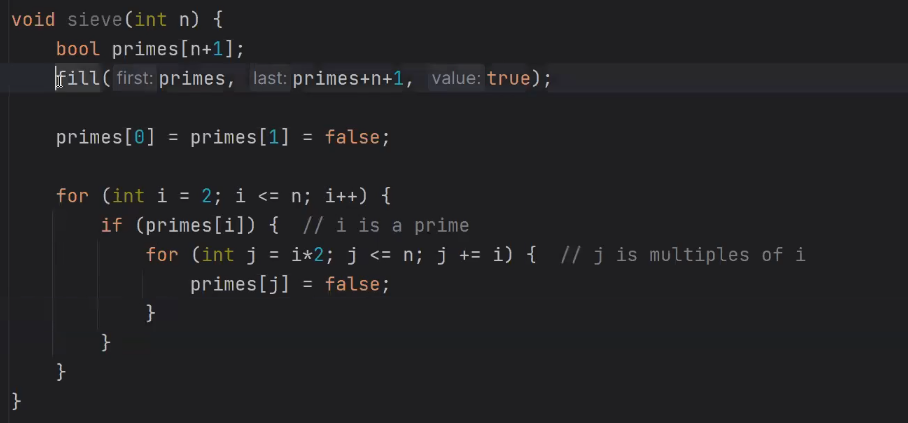 void sieve(int n) {
    bool primes[n+1];
    fill( first: primes,  last: primes+n+1,  value: true);

    primes[0] = primes[1] = false;

    for (int i = 2; i <= n; i++) {
        if (primes[i]) {  // i is a prime
            for (int j = i*2; j <= n; j += i) {  // j is multiples of i
                primes[j] = false;
            }
        }
    }
}